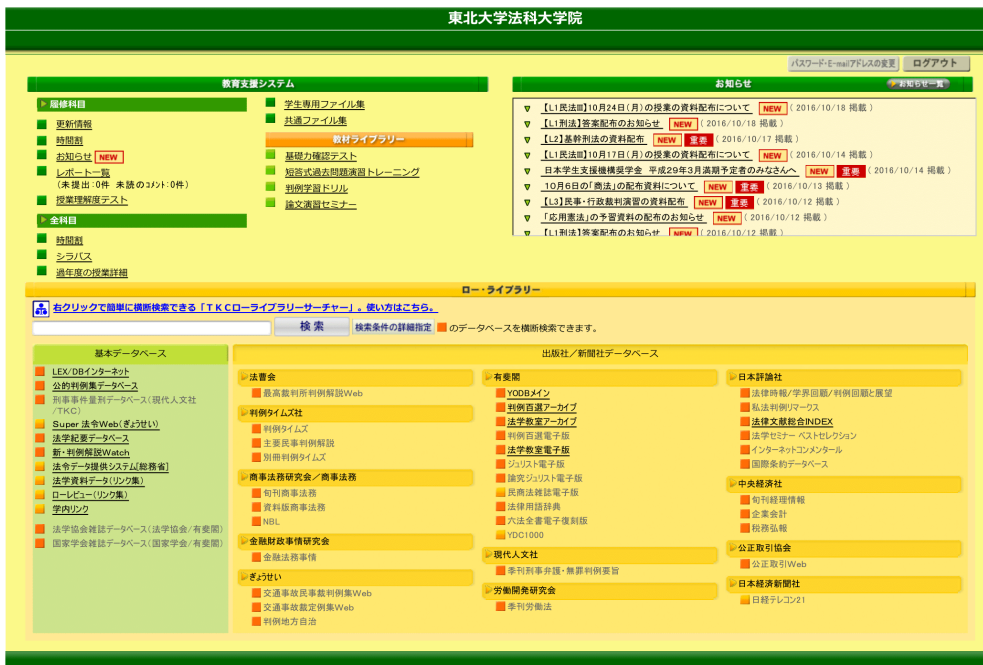 東北大学法科大学院
パスワード・E-mailアドレスの変更 ログアウト
教育支援システム
履修科目
更新情報
時間割
お知らせ NEW
レポート一覧
(未提出:0件 未読のコメント:0件)
授業理解度テスト
全科目
時間割
シラバス
過年度の授業詳細
学生専用ファイル集
共通ファイル集
教材ライブラリー
基礎力確認テスト
短答式過去問題演習トレーニング
判例学習ドリル
論文演習セミナー
お知らせ お知らせ一覧
【L1民法Ⅲ】10月24日(月)の授業の資料配布について NEW (2016/10/18 掲載)
【L1刑法】答案配布のお知らせ NEW (2016/10/18 掲載)
【L2】基幹刑法の資料配布 NEW 重要 (2016/10/17 掲載)
【L1民法Ⅲ】10月17日(月)の授業の資料配布について NEW (2016/10/14 掲載)
日本学生支援機構奨学金 平成29年3月満期予定者のみなさんへ NEW 重要 (2016/10/14 掲載)
10月6日の「商法」の配布資料について NEW 重要 (2016/10/13 掲載)
【L3】民事・行政裁判演習の資料配布 NEW 重要 (2016/10/12 掲載)
「応用憲法」の予習資料の配布のお知らせ NEW (2016/10/12 掲載)
【L1刑法】答案配布のお知らせ NEW (2016/10/12 掲載)
ロー・ライブラリー
右クリックで簡単に横断検索できる「TKCローライブラリーサーチャー」。使い方はこちら。
検索 検索条件の詳細指定 のデータベースを横断検索できます。
基本データベース
LEX/DBインターネット
公的判例集データベース
刑事事件量刑データベース(現代人文社
/TKC)
Super 法令Web(ぎょうせい)
法学紀要データベース
新・判例解説Watch
法令データ提供システム[総務省]
法学資料データ(リンク集)
ローレビュー(リンク集)
学内リンク
法学協会雑誌データベース(法学協会/有斐閣)
国家学会雑誌データベース(国家学会/有斐閣)
出版社/新聞社データベース
法曹会
最高裁判所判例解説Web
判例タイムズ社
判例タイムズ
主要民事判例解説
別冊判例タイムズ
商事法務研究会/商事法務
旬刊商事法務
資料版商事法務
NBL
金融財政事情研究会
金融法務事情
ぎょうせい
交通事故民事裁判例集Web
交通事故裁定例集Web
判例地方自治
有斐閣
YODBメイン
判例百選アーカイブ
法学教室アーカイブ
判例百選電子版
法学教室電子版
ジュリスト電子版
論究ジュリスト電子版
民商法雑誌電子版
法律用語辞典
六法全書電子復刻版
YDC1000
現代人文社
季刊刑事弁護・無罪判例要旨
労働開発研究会
季刊労働法
日本評論社
法律時報/学界回顧/判例回顧と展望
私法判例リマークス
法律文献総合INDEX
法学セミナー ベストセレクション
インターネットコンメンタール
国際条約データベース
中央経済社
旬刊経理情報
企業会計
税務弘報
公正取引協会
公正取引Web
日本経済新聞社
日経テレコン21